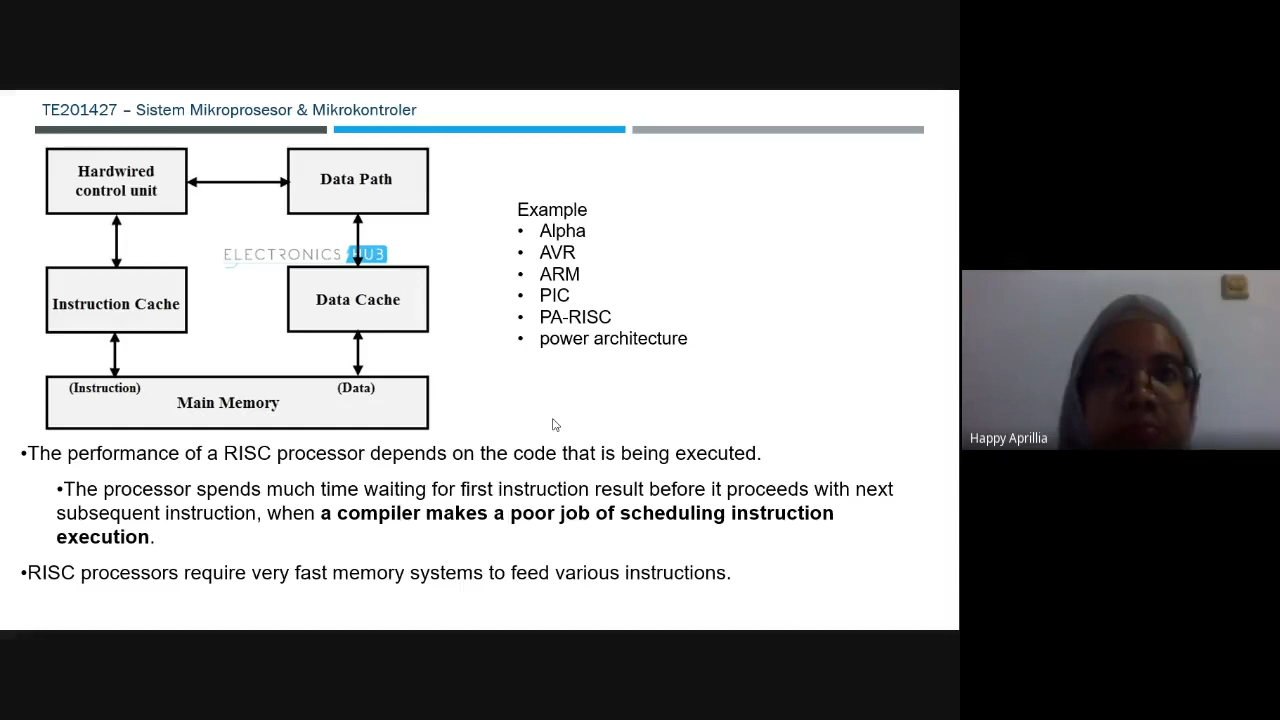 TE201427 – Sistem Mikroprosesor & Mikrokontroler
Hardwired
control unit
Data Path
ELECTRONICS HUB
Instruction Cache
Data Cache
(Instruction)
(Data)
Main Memory
Example
• Alpha
• AVR
• ARM
• PIC
• PA-RISC
• power architecture
•The performance of a RISC processor depends on the code that is being executed.
•The processor spends much time waiting for first instruction result before it proceeds with next
subsequent instruction, when a compiler makes a poor job of scheduling instruction
execution.
•RISC processors require very fast memory systems to feed various instructions.
Happy Aprillia